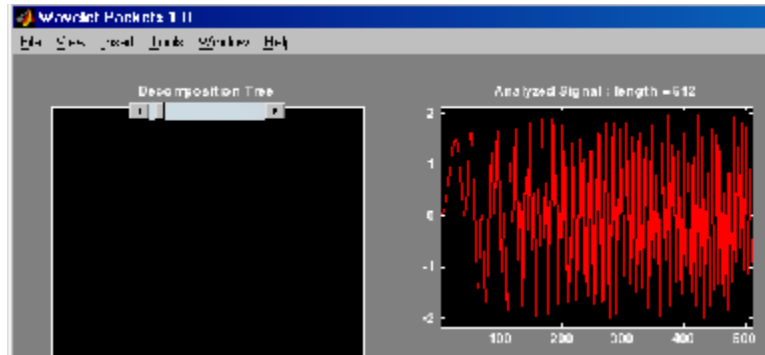 Wavelet Packets 1-D
File View Insert Tools Window Help
Decomposition Tree
Analyzed Signal : length = 512
2
1
0
-1
-2
100 200 300 400 500